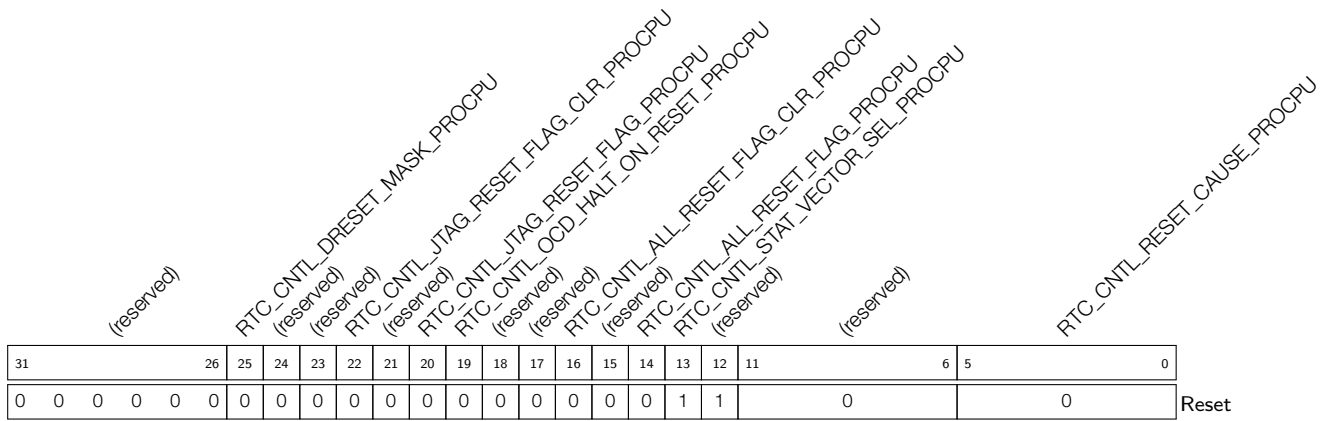 (reserved)
RTC_CNTL_DRESET_MASK_PROCPU
(reserved)
(reserved)
RTC_CNTL_JTAG_RESET_FLAG_CLR_PROCPU
(reserved)
RTC_CNTL_JTAG_RESET_FLAG_PROCPU
RTC_CNTL_OCD_HALT_ON_RESET_PROCPU
(reserved)
(reserved)
RTC_CNTL_ALL_RESET_FLAG_CLR_PROCPU
(reserved)
RTC_CNTL_ALL_RESET_FLAG_PROCPU
RTC_CNTL_STAT_VECTOR_SEL_PROCPU
(reserved)
(reserved)
RTC_CNTL_RESET_CAUSE_PROCPU
31 26 25 24 23 22 21 20 19 18 17 16 15 14 13 12 11 6 5 0
0 0 0 0 0 0 0 0 0 0 0 0 0 0 0 0 0 0 1 1 0 0 Reset